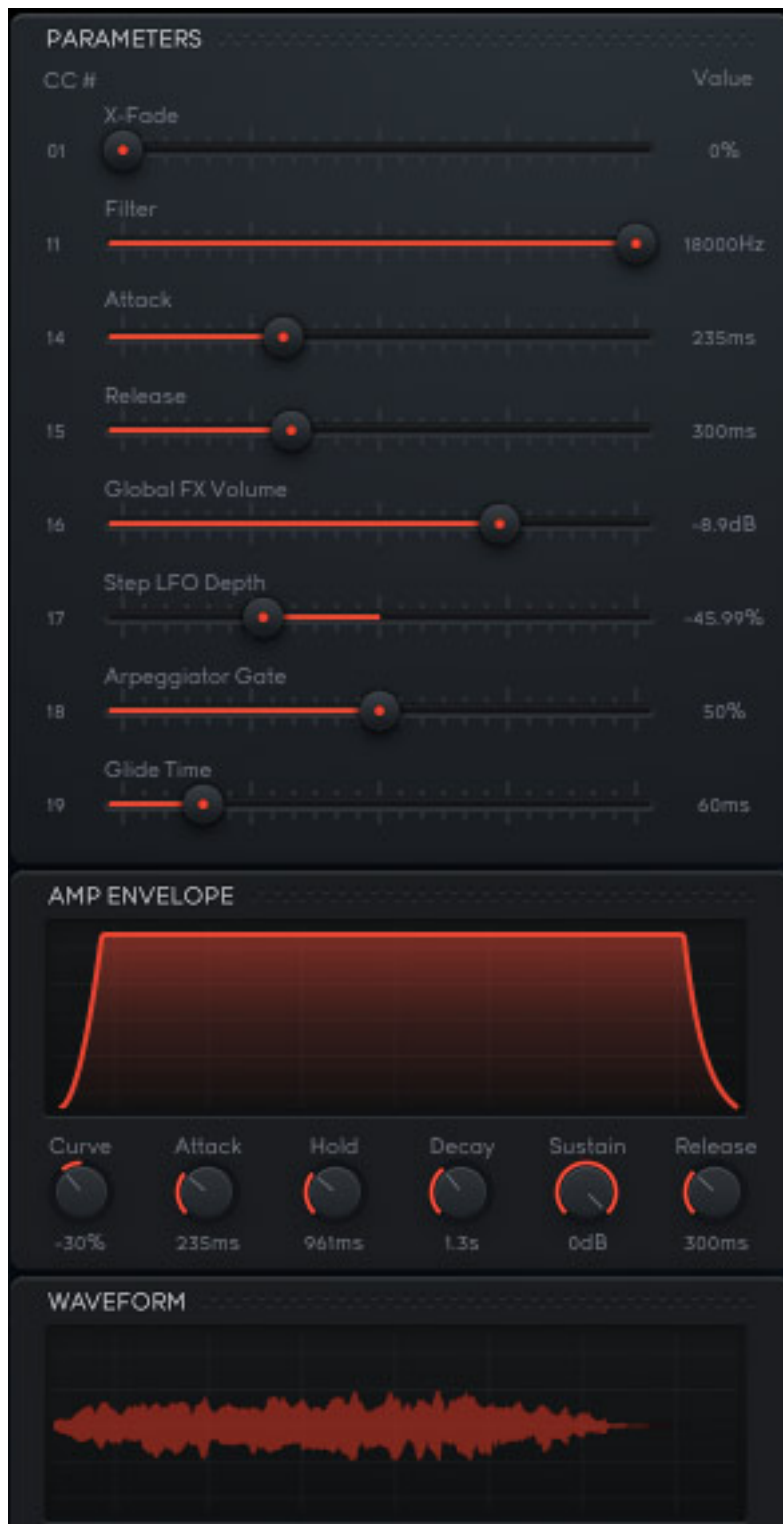 PARAMETERS
CC # Value
X-Fade
01 0%
Filter
11 18000Hz
Attack
14 235ms
Release
15 300ms
Global FX Volume
16 -8.9dB
Step LFO Depth
17 -45.99%
Arpeggiator Gate
18 50%
Glide Time
19 60ms
AMP ENVELOPE
Curve Attack Hold Decay Sustain Release
-30% 235ms 961ms 1.3s 0dB 300ms
WAVEFORM